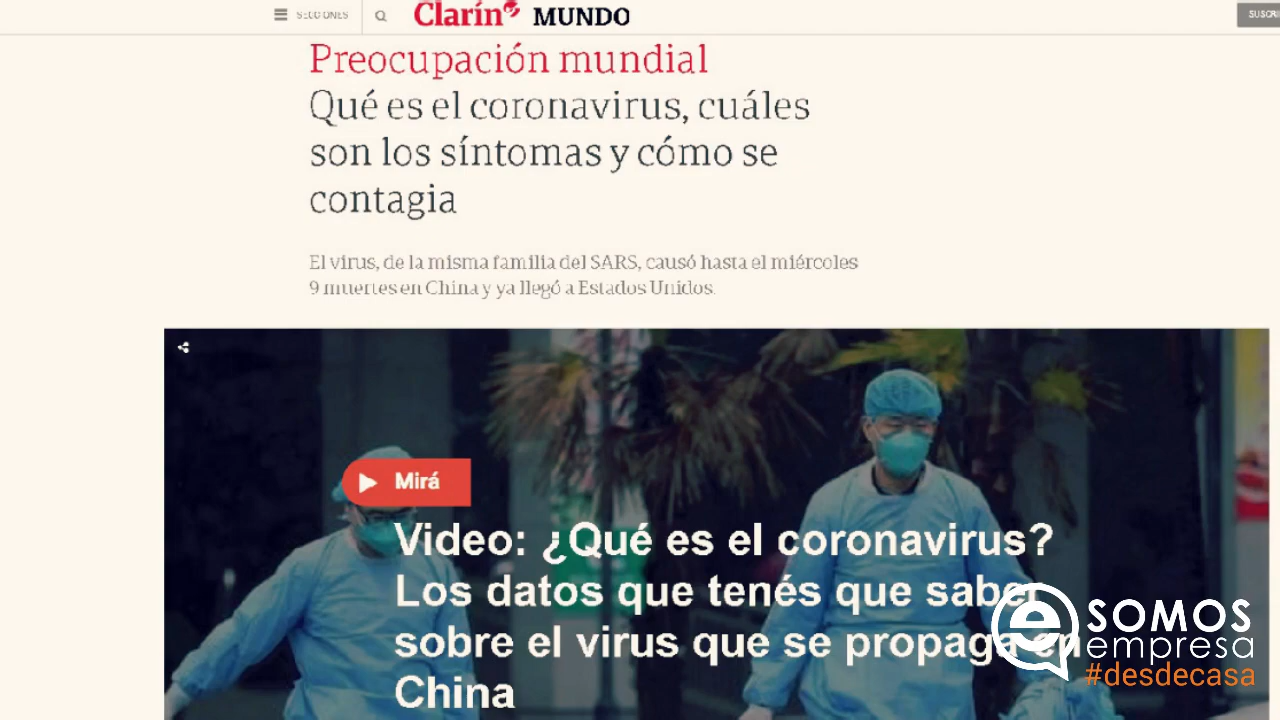 SECCIONES
Clarín MUNDO
Preocupación mundial
Qué es el coronavirus, cuáles
son los síntomas y cómo se
contagia
El virus, de la misma familia del SARS, causó hasta el miércoles
9 muertes en China y ya llegó a Estados Unidos.
Mirá
Video: ¿Qué es el coronavirus?
Los datos que tenés que saber
sobre el virus que se propaga en
China
e SOMOS
empresa
#desdecasa